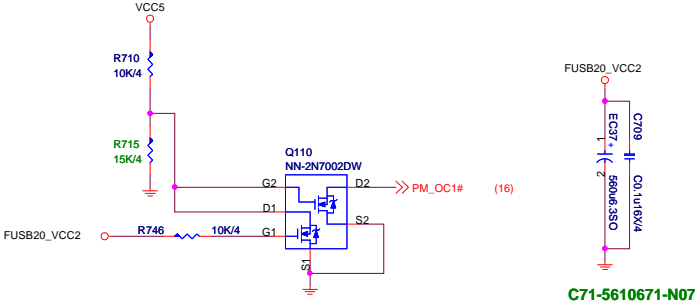 VCC5
R710
10K/4
R715
15K/4
FUSB20_VCC2
R746
10K/4
Q110
NN-2N7002DW
G2
D2
D1
S2
G1
S1
PM_OC1#
(16)
FUSB20_VCC2
EC37
+
1
2
560u6.3SO
C709
C0.1u16X/4
C71-5610671-N07